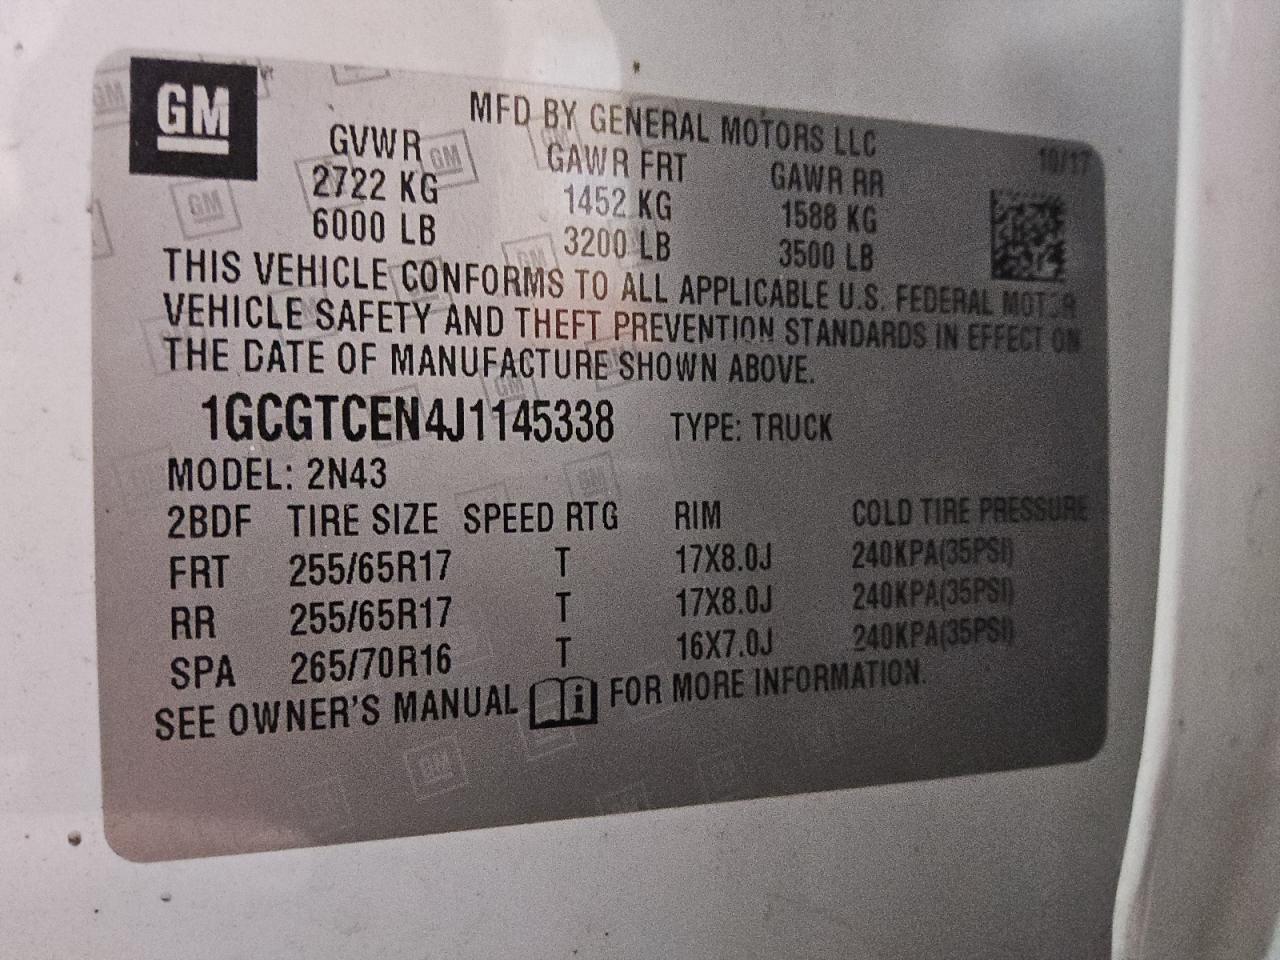 GM
MFD BY GENERAL MOTORS LLC
10/17
GVWR GAWR FRT GAWR RR
2722 KG 1452 KG 1588 KG
6000 LB 3200 LB 3500 LB
THIS VEHICLE CONFORMS TO ALL APPLICABLE U.S. FEDERAL MOTOR
VEHICLE SAFETY AND THEFT PREVENTION STANDARDS IN EFFECT ON
THE DATE OF MANUFACTURE SHOWN ABOVE.
1GCGTCEN4J1145338 TYPE: TRUCK
MODEL: 2N43
2BDF TIRE SIZE SPEED RTG RIM COLD TIRE PRESSURE
FRT 255/65R17 T 17X8.0J 240KPA(35PSI)
RR 255/65R17 T 17X8.0J 240KPA(35PSI)
SPA 265/70R16 T 16X7.0J 240KPA(35PSI)
SEE OWNER'S MANUAL i FOR MORE INFORMATION.